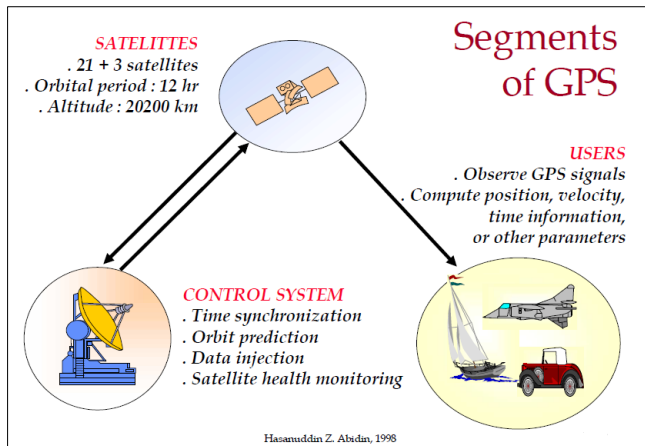 SATELITTES
. 21 + 3 satellites
. Orbital period : 12 hr
. Altitude : 20200 km
Segments
of GPS
USERS
. Observe GPS signals
. Compute position, velocity,
time information,
or other parameters
CONTROL SYSTEM
. Time synchronization
. Orbit prediction
. Data injection
. Satellite health monitoring
Hasanuddin Z. Abidin, 1998